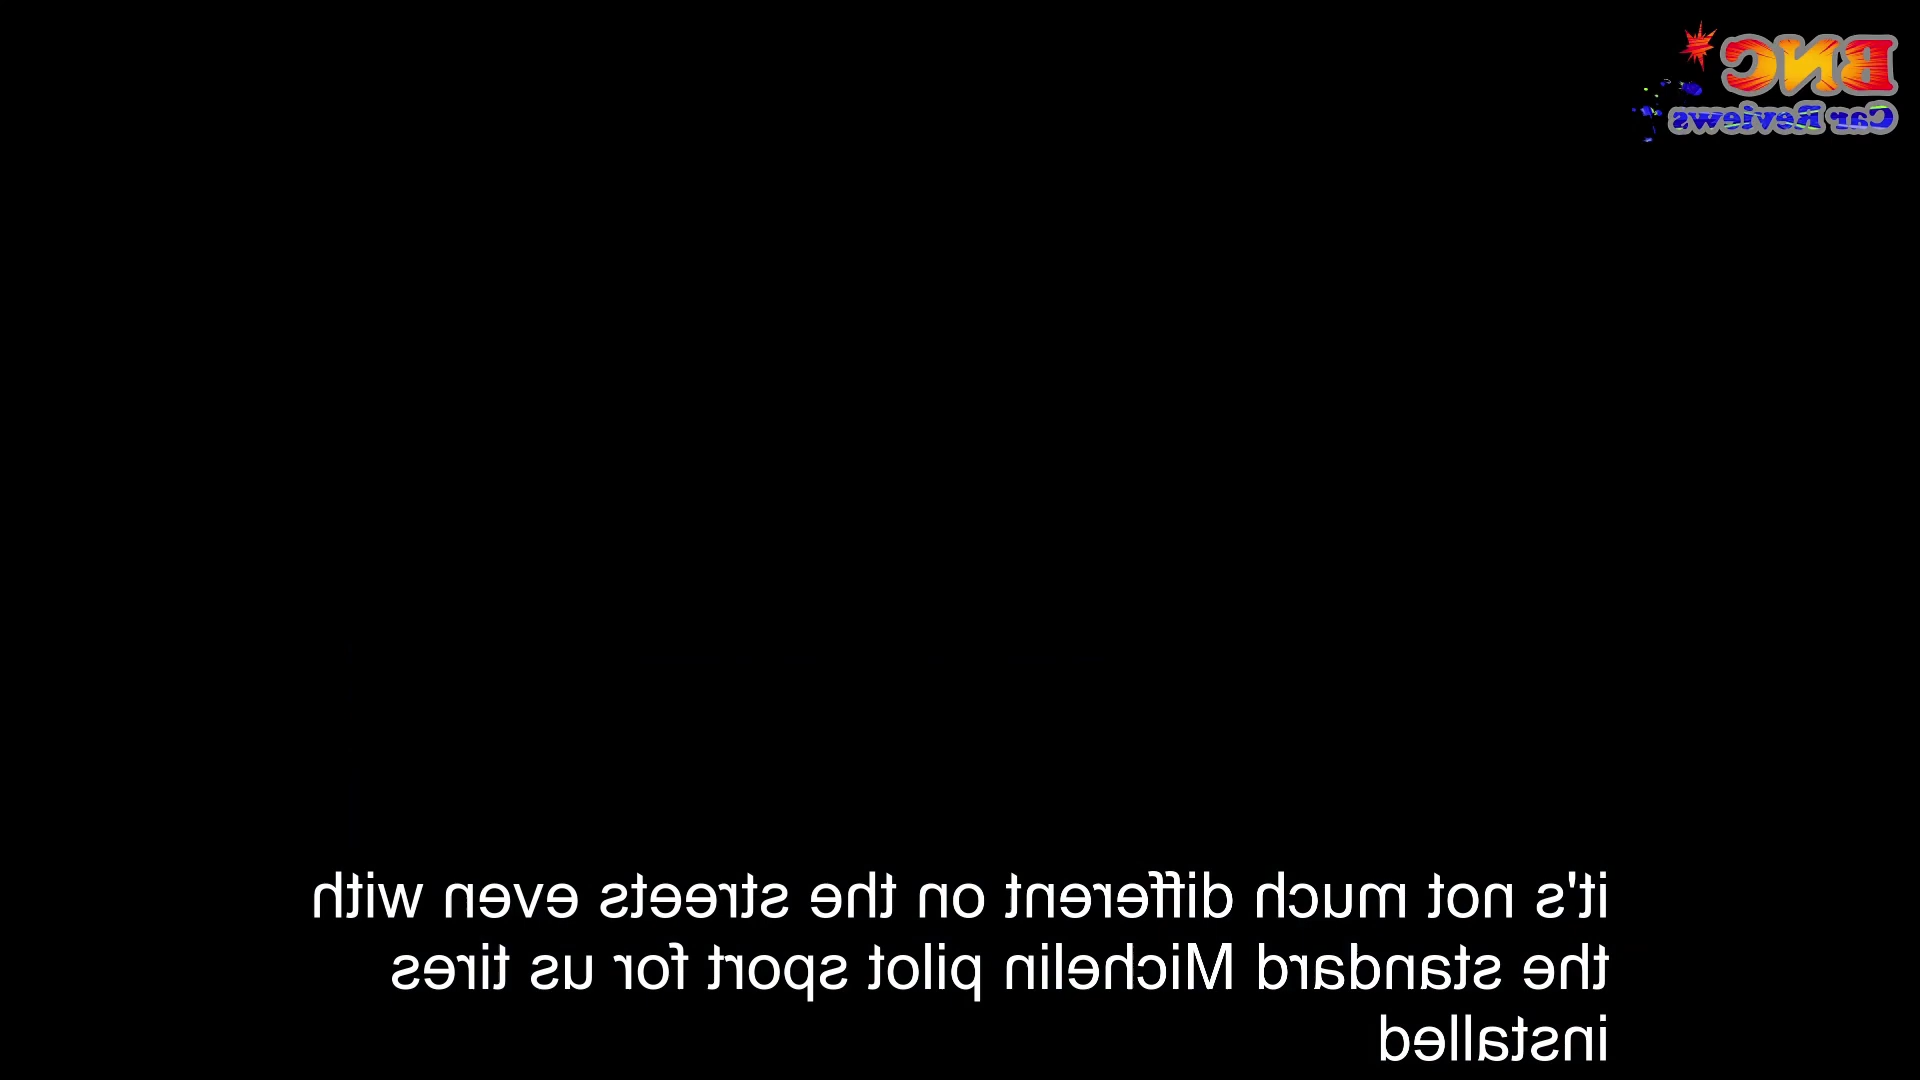 BNC
Car Reviews
it's not much different on the streets even with
the standard Michelin pilot sport for us tires
installed